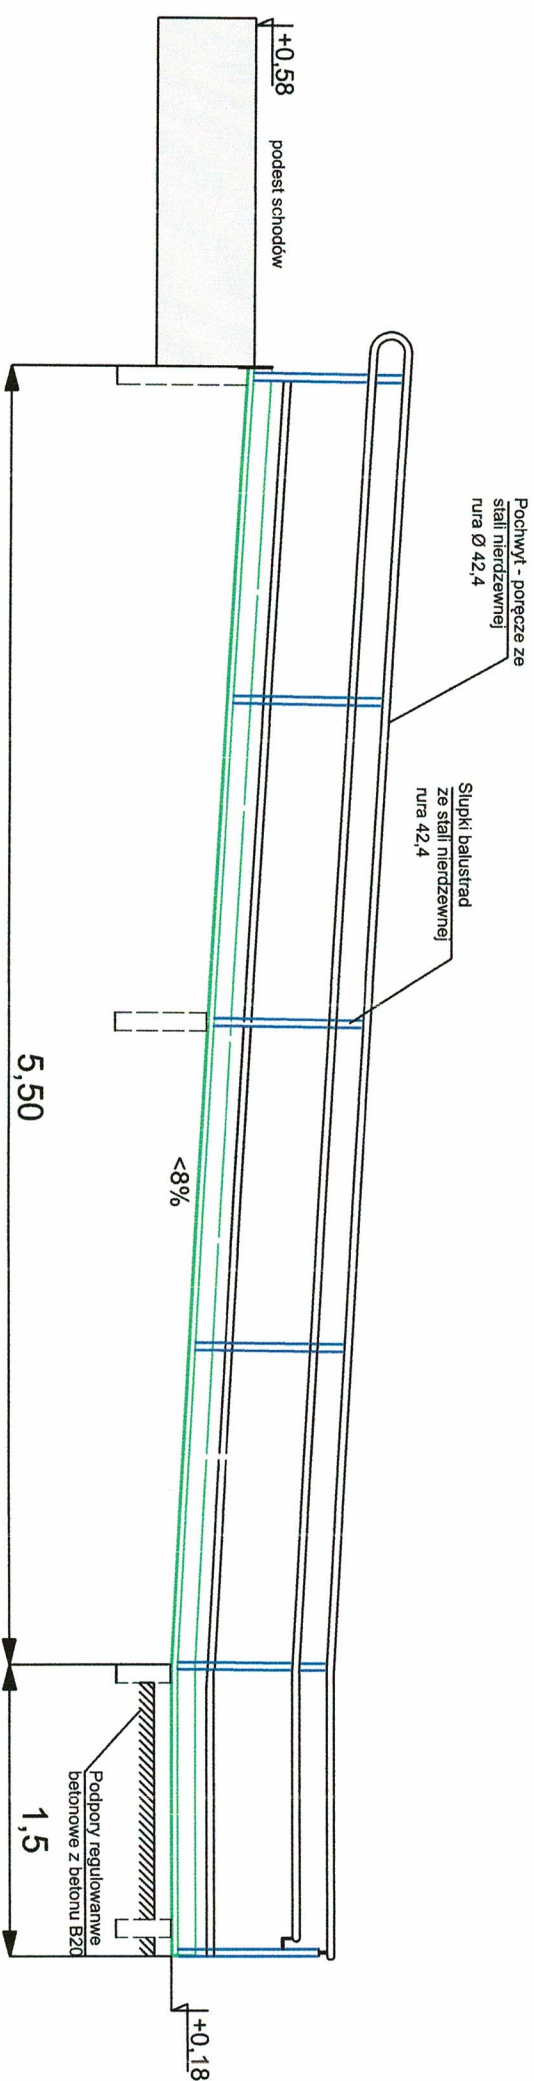 +0,58
podest schodów
Pochwyt - poręcze ze
stali nierdzewnej
rura Ø 42,4
Słupki balustrad
ze stali nierdzewnej
rura 42,4
<8%
5,50
1,5
Podpory regulowanwe
betonowe z betonu B20
+0,18